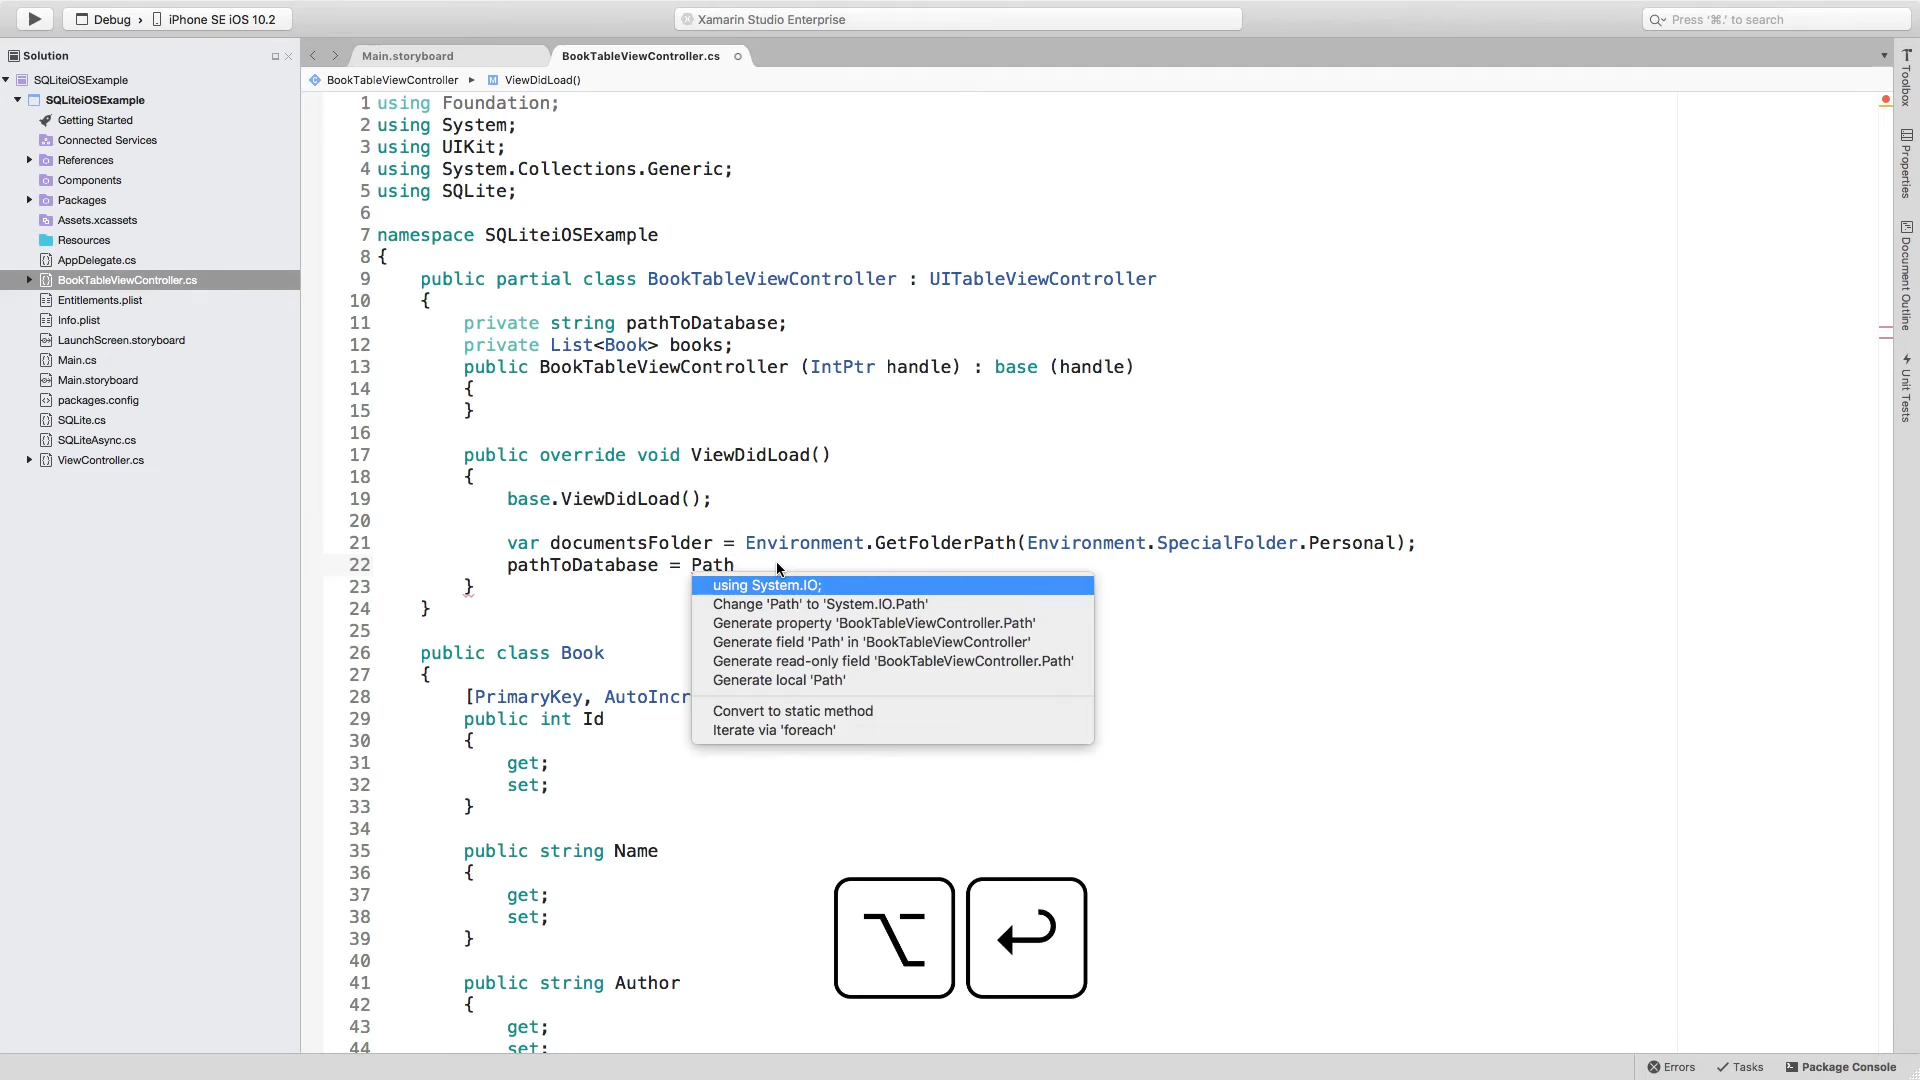 Debug › iPhone SE iOS 10.2
Xamarin Studio Enterprise
Press ‘⌘.’ to search
Solution
SQLiteiOSExample
SQLiteiOSExample
Getting Started
Connected Services
References
Components
Packages
Assets.xcassets
Resources
AppDelegate.cs
BookTableViewController.cs
Entitlements.plist
Info.plist
LaunchScreen.storyboard
Main.cs
Main.storyboard
packages.config
SQLite.cs
SQLiteAsync.cs
ViewController.cs
Main.storyboard
BookTableViewController.cs
BookTableViewController ▸ M ViewDidLoad()
1 using Foundation;
2 using System;
3 using UIKit;
4 using System.Collections.Generic;
5 using SQLite;
6
7 namespace SQLiteiOSExample
8 {
9 public partial class BookTableViewController : UITableViewController
10 {
11 private string pathToDatabase;
12 private List<Book> books;
13 public BookTableViewController (IntPtr handle) : base (handle)
14 {
15 }
16
17 public override void ViewDidLoad()
18 {
19 base.ViewDidLoad();
20
21 var documentsFolder = Environment.GetFolderPath(Environment.SpecialFolder.Personal);
22 pathToDatabase = Path
23 }
24 }
25
26 public class Book
27 {
28 [PrimaryKey, AutoIncr
29 public int Id
30 {
31 get;
32 set;
33 }
34
35 public string Name
36 {
37 get;
38 set;
39 }
40
41 public string Author
42 {
43 get;
44 set;
using System.IO;
Change 'Path' to 'System.IO.Path'
Generate property 'BookTableViewController.Path'
Generate field 'Path' in 'BookTableViewController'
Generate read-only field 'BookTableViewController.Path'
Generate local 'Path'
Convert to static method
Iterate via 'foreach'
⌥ ↩
Toolbox
Properties
Document Outline
Unit Tests
Errors
Tasks
Package Console